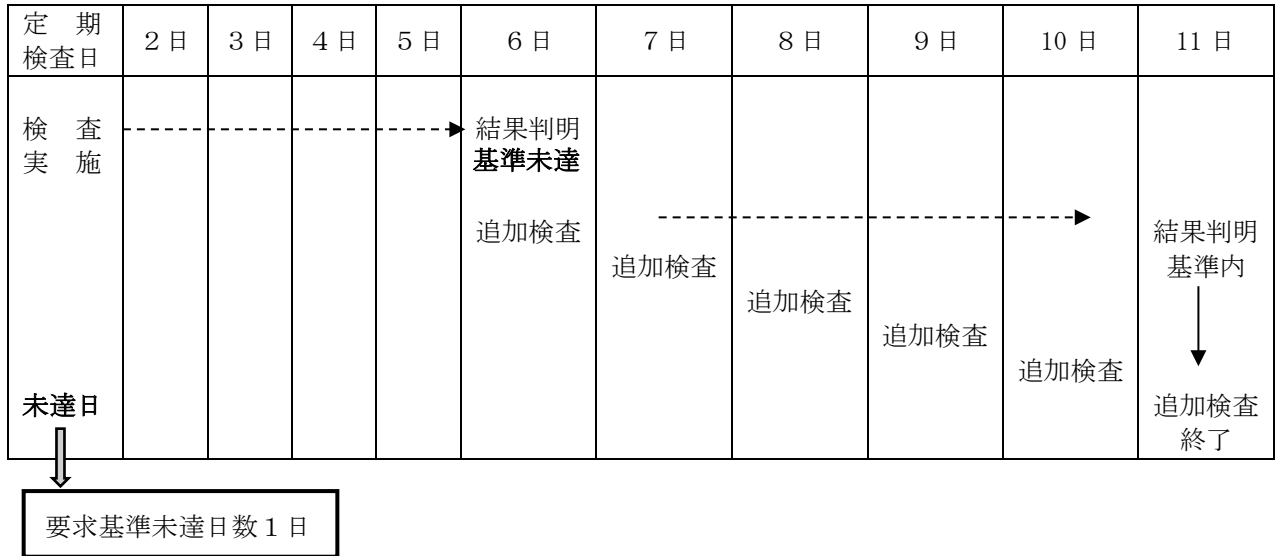 定　期
検査日
２日
３日
４日
５日
６日
７日
８日
９日
10 日
11 日
検　査
実　施
結果判明
基準未達
追加検査
追加検査
追加検査
追加検査
追加検査
結果判明
基準内
追加検査
終了
未達日
要求基準未達日数１日